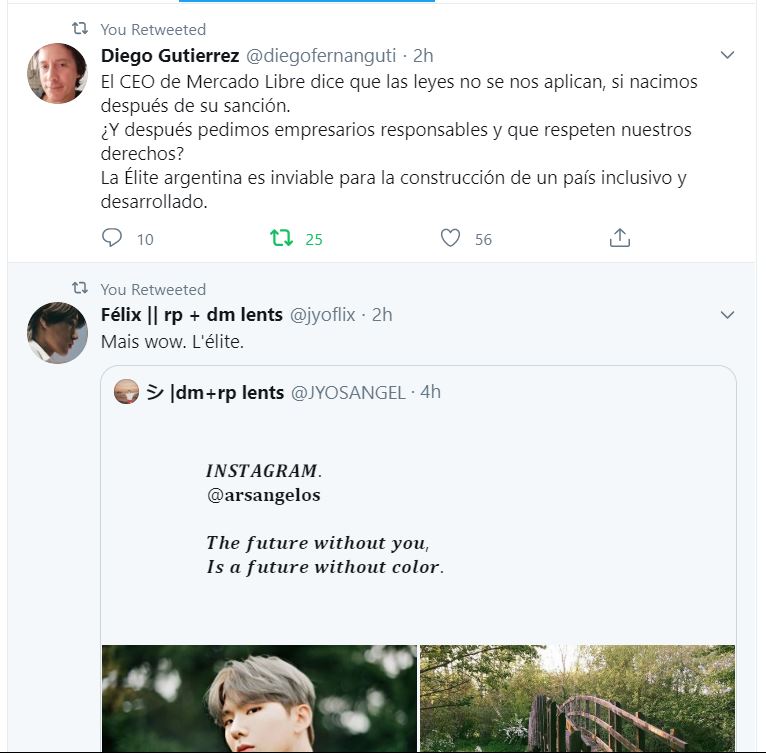 You Retweeted
Diego Gutierrez @diegofernanguti · 2h
El CEO de Mercado Libre dice que las leyes no se nos aplican, si nacimos
después de su sanción.
¿Y después pedimos empresarios responsables y que respeten nuestros
derechos?
La Élite argentina es inviable para la construcción de un país inclusivo y
desarrollado.
10 25 56
You Retweeted
Félix || rp + dm lents @jyoflix · 2h
Mais wow. L'élite.
シ |dm+rp lents @JYOSANGEL · 4h
INSTAGRAM.
@arsangelos
The future without you,
Is a future without color.